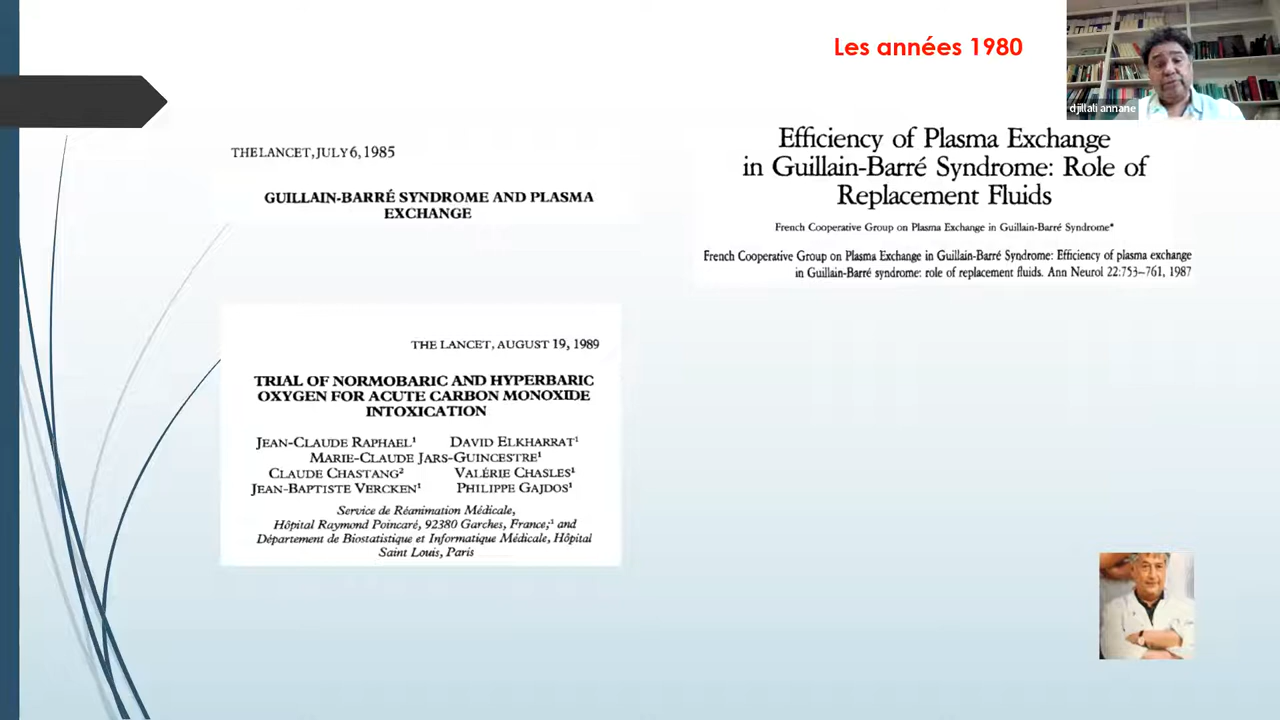 Les années 1980
djillali annane
THE LANCET, JULY 6, 1985
GUILLAIN-BARRÉ SYNDROME AND PLASMA
EXCHANGE
Efficiency of Plasma Exchange
in Guillain-Barré Syndrome: Role of
Replacement Fluids
French Cooperative Group on Plasma Exchange in Guillain-Barré Syndrome*
French Cooperative Group on Plasma Exchange in Guillain-Barré Syndrome: Efficiency of plasma exchange
in Guillain-Barré syndrome: role of replacement fluids. Ann Neurol 22:753–761, 1987
THE LANCET, AUGUST 19, 1989
TRIAL OF NORMOBARIC AND HYPERBARIC
OXYGEN FOR ACUTE CARBON MONOXIDE
INTOXICATION
JEAN-CLAUDE RAPHAEL¹ DAVID ELKHARRAT¹
MARIE-CLAUDE JARS-GUINCESTRE¹
CLAUDE CHASTANG² VALÉRIE CHASLES¹
JEAN-BAPTISTE VERCKEN¹ PHILIPPE GAJDOS¹
Service de Réanimation Médicale,
Hôpital Raymond Poincaré, 92380 Garches, France;¹ and
Département de Biostatistique et Informatique Médicale, Hôpital
Saint Louis, Paris